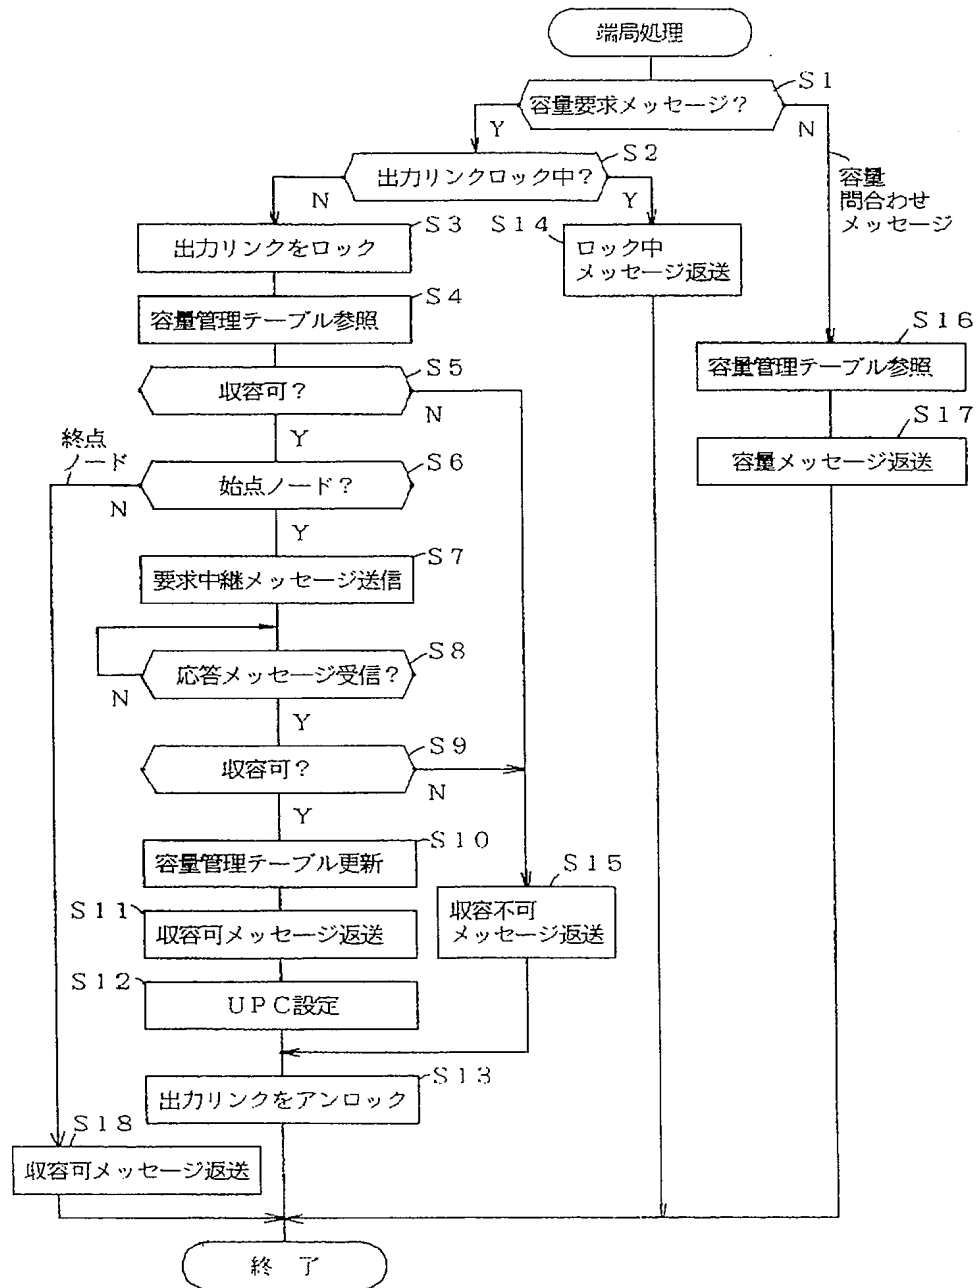 端局処理
S1
容量要求メッセージ?
Y
N
S2
出力リンクロック中?
容量
問合わせ
メッセージ
N
Y
S3
出力リンクをロック
S14
ロック中
メッセージ返送
S4
容量管理テーブル参照
S16
容量管理テーブル参照
S5
収容可?
N
Y
S17
容量メッセージ返送
終点
ノード
S6
始点ノード?
N
Y
S7
要求中継メッセージ送信
S8
応答メッセージ受信?
N
Y
S9
収容可?
N
Y
S10
容量管理テーブル更新
S15
収容不可
メッセージ返送
S11
収容可メッセージ返送
S12
UPC設定
S13
出力リンクをアンロック
S18
収容可メッセージ返送
終 了